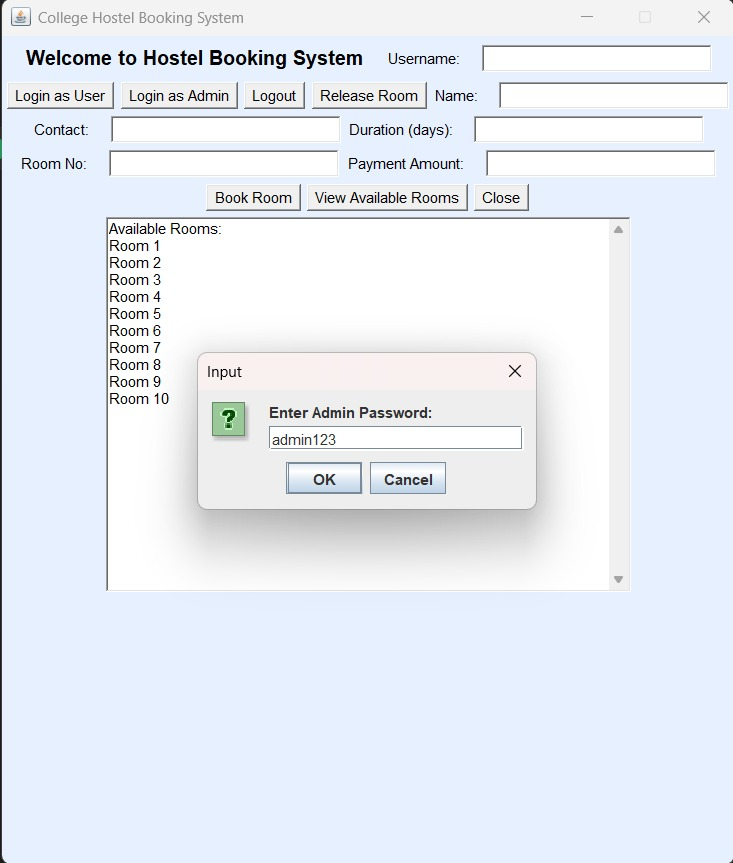 College Hostel Booking System
Welcome to Hostel Booking System Username:
Login as User Login as Admin Logout Release Room Name:
Contact: Duration (days):
Room No: Payment Amount:
Book Room View Available Rooms Close
Available Rooms:
Room 1
Room 2
Room 3
Room 4
Room 5
Room 6
Room 7
Room 8
Room 9
Room 10
Input
?
Enter Admin Password:
admin123
OK Cancel